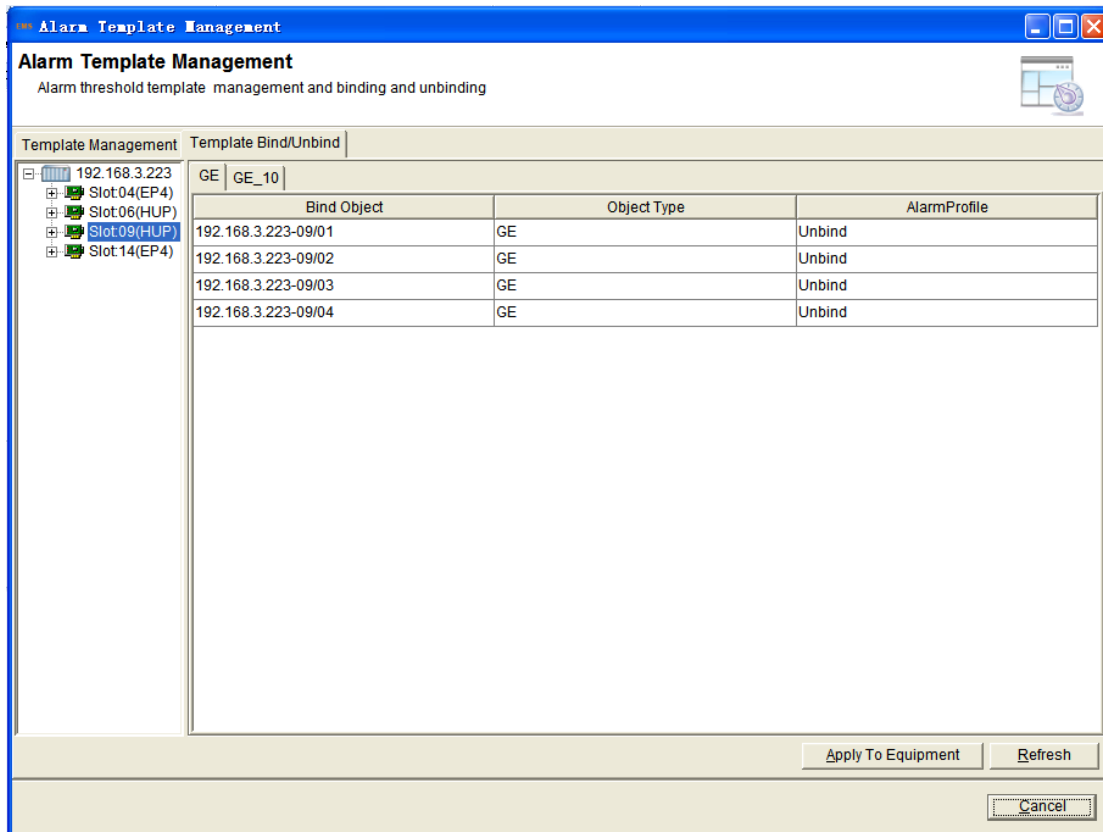 EMS Alarm Template Management
Alarm Template Management
Alarm threshold template management and binding and unbinding
Template Management Template Bind/Unbind
192.168.3.223
Slot:04(EP4)
Slot:06(HUP)
Slot:09(HUP)
Slot:14(EP4)
GE GE_10
Bind Object Object Type AlarmProfile
192.168.3.223-09/01 GE Unbind
192.168.3.223-09/02 GE Unbind
192.168.3.223-09/03 GE Unbind
192.168.3.223-09/04 GE Unbind
Apply To Equipment Refresh
Cancel